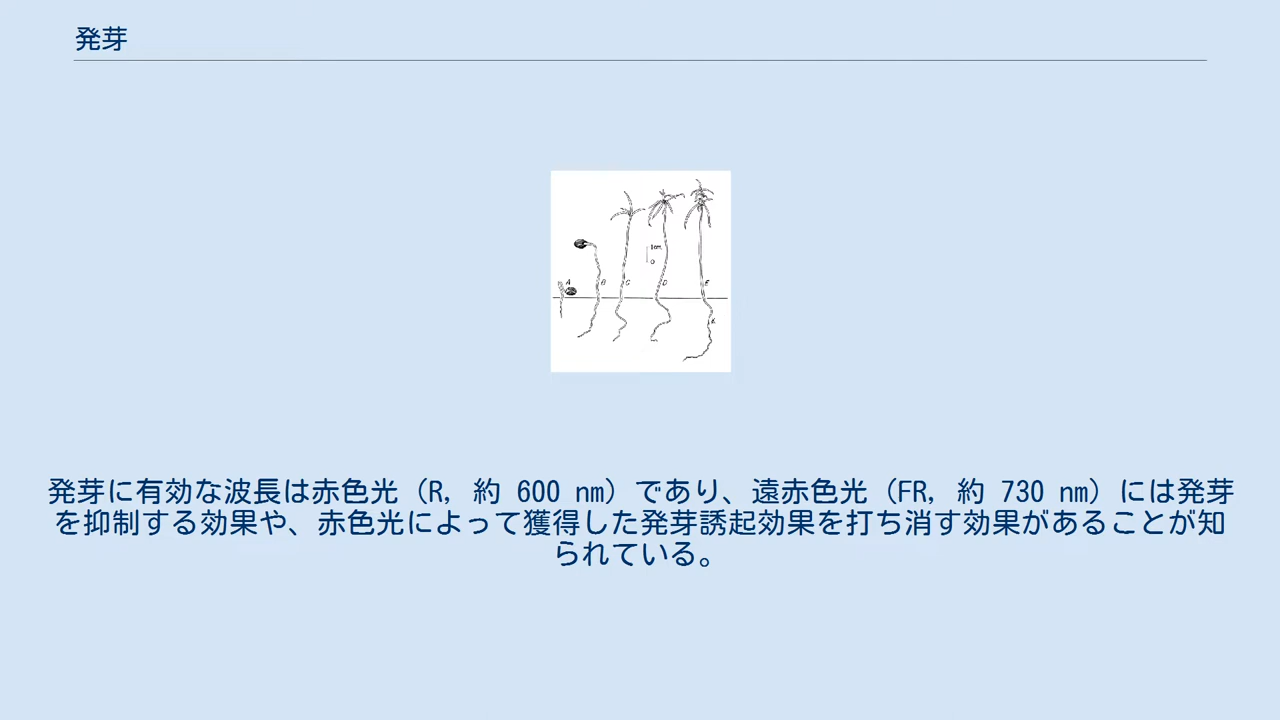 発芽
A
B
C
1cm
0
D
E
発芽に有効な波長は赤色光（R, 約 600 nm）であり、遠赤色光（FR, 約 730 nm）には発芽
を抑制する効果や、赤色光によって獲得した発芽誘起効果を打ち消す効果があることが知
られている。